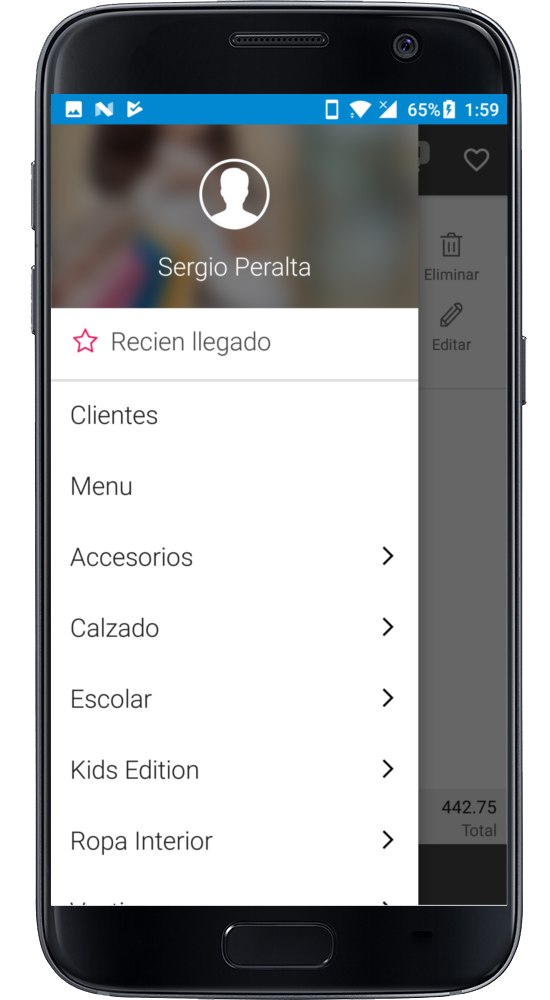 65% 1:59
Sergio Peralta
Eliminar
Editar
Recien llegado
Clientes
Menu
Accesorios
Calzado
Escolar
Kids Edition
Ropa Interior
442.75
Total